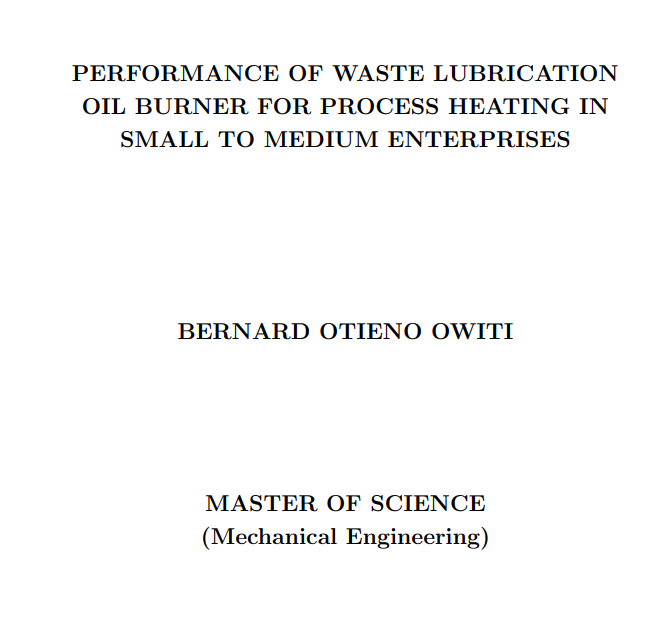 PERFORMANCE OF WASTE LUBRICATION
OIL BURNER FOR PROCESS HEATING IN
SMALL TO MEDIUM ENTERPRISES
BERNARD OTIENO OWITI
MASTER OF SCIENCE
(Mechanical Engineering)